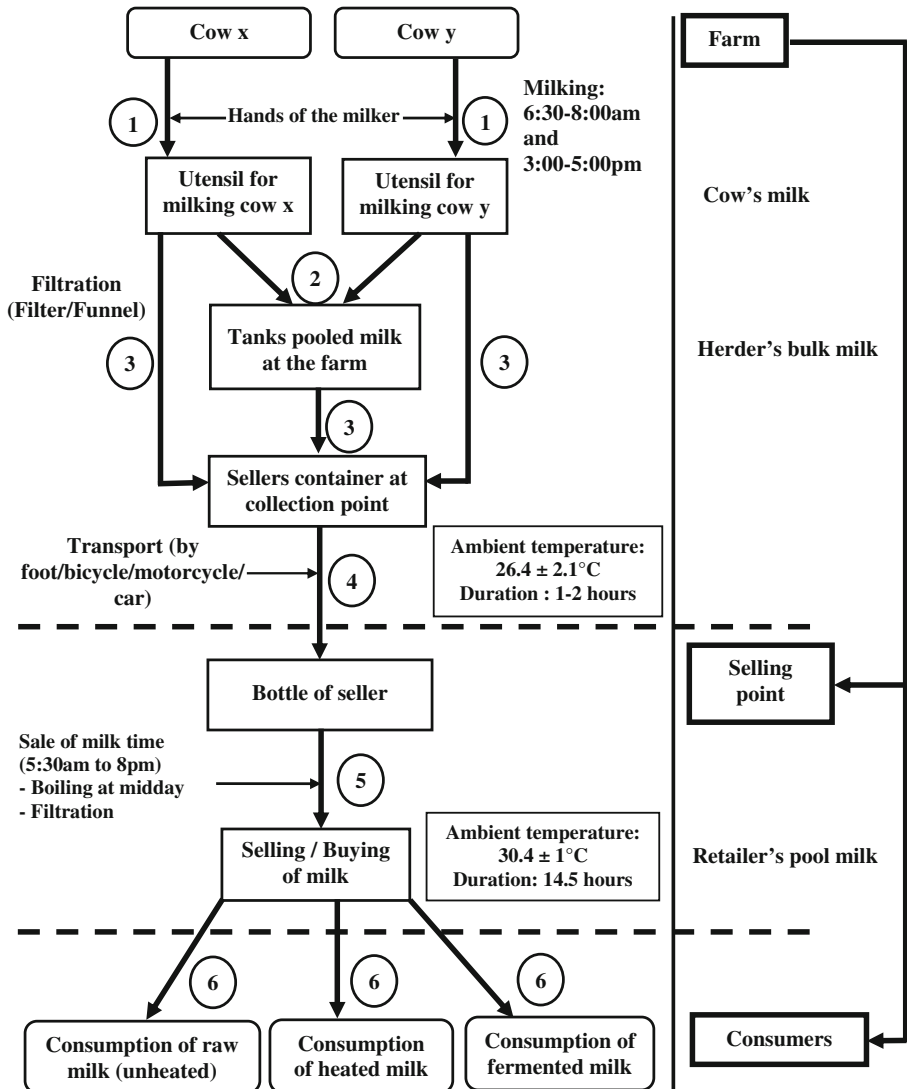 Cow x
Cow y
Farm
1
Hands of the milker
1
Milking:
6:30-8:00am
and
3:00-5:00pm
Utensil for
milking cow x
Utensil for
milking cow y
Cow’s milk
Filtration
(Filter/Funnel)
2
3
Tanks pooled milk
at the farm
3
Herder’s bulk milk
3
Sellers container at
collection point
Transport (by
foot/bicycle/motorcycle/
car)
4
Ambient temperature:
26.4 ± 2.1°C
Duration : 1-2 hours
Bottle of seller
Selling
point
Sale of milk time
(5:30am to 8pm)
- Boiling at midday
- Filtration
5
Selling / Buying
of milk
Ambient temperature:
30.4 ± 1°C
Duration: 14.5 hours
Retailer’s pool milk
6
6
6
Consumption of raw
milk (unheated)
Consumption
of heated milk
Consumption of
fermented milk
Consumers